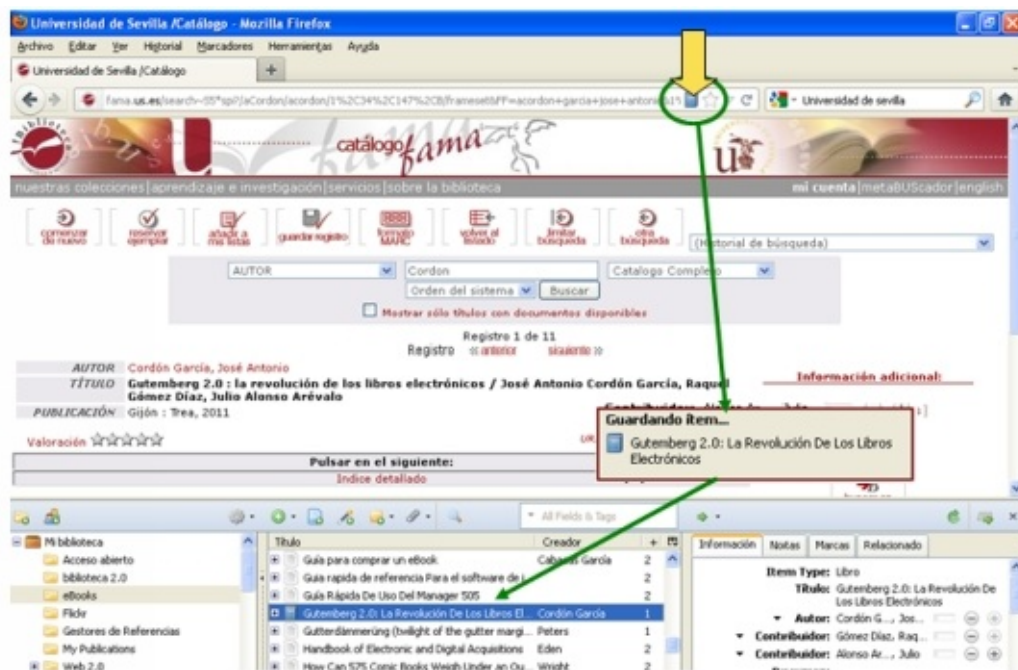 Universidad de Sevilla /Catálogo - Mozilla Firefox
Archivo Editar Ver Historial Marcadores Herramientas Ayuda
Universidad de Sevilla /Catálogo
Universidad de sevilla
Biblioteca
catálogo fama
nuestras colecciones|aprendizaje e investigación|servicios|sobre la biblioteca
mi cuenta|metaBUScador|english
comenzar de nuevo
reservar ejemplar
añadir a mis listas
guardar registro
formato MARC
volver al listado
limitar búsqueda
otra búsqueda
(Historial de búsqueda)
AUTOR Cordon Catalogo Completo
Orden del sistema Buscar
Mostrar sólo títulos con documentos disponibles
Registro 1 de 11
Registro « anterior siguiente »
AUTOR Cordón García, José Antonio
TÍTULO Gutemberg 2.0 : la revolución de los libros electrónicos / José Antonio Cordón García, Raquel
Gómez Díaz, Julio Alonso Arévalo
PUBLICACIÓN Gijón : Trea, 2011
Información adicional:
Valoración
Guardando ítem...
Gutemberg 2.0: La Revolución De Los Libros
Electrónicos
Pulsar en el siguiente:
Indice detallado
All Fields & Tags
Mi biblioteca
Acceso abierto
biblioteca 2.0
eBooks
Flickr
Gestores de Referencias
My Publications
Web 2.0
Título Creador
Guía para comprar un eBook. Cabanas García 2
Guia rapida de referencia Para el software de 2
Guía Rápida De Uso Del Manager 505 2
Gutemberg 2.0: La Revolución De Los Libros El... Cordón García 1
Gutterdämmerung (twilight of the gutter margi... Peters 1
Handbook of Electronic and Digital Acquisitions Eden 2
How Can 575 Comic Books Weigh Under an Ou... Wright 2
Información Notas Marcas Relacionado
Item Type: Libro
Título: Gutemberg 2.0: La Revolución De
Los Libros Electrónicos
Autor: Cordón G..., Jos...
Contribuidor: Gómez Díaz, Raq...
Contribuidor: Alonso Ar..., Julio